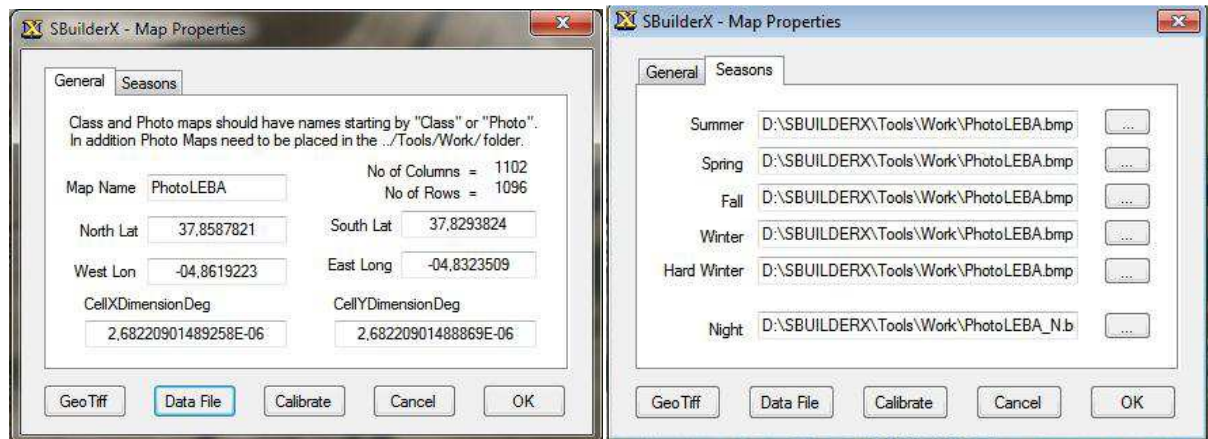 SBuilderX - Map Properties
General Seasons
Class and Photo maps should have names starting by "Class" or "Photo".
In addition Photo Maps need to be placed in the ../Tools/Work/ folder.
No of Columns = 1102
No of Rows = 1096
Map Name PhotoLEBA
North Lat 37,8587821 South Lat 37,8293824
West Lon -04,8619223 East Long -04,8323509
CellXDimensionDeg CellYDimensionDeg
2,68220901489258E-06 2,68220901488869E-06
GeoTiff Data File Calibrate Cancel OK
SBuilderX - Map Properties
General Seasons
Summer D:\SBUILDERX\Tools\Work\PhotoLEBA.bmp ...
Spring D:\SBUILDERX\Tools\Work\PhotoLEBA.bmp ...
Fall D:\SBUILDERX\Tools\Work\PhotoLEBA.bmp ...
Winter D:\SBUILDERX\Tools\Work\PhotoLEBA.bmp ...
Hard Winter D:\SBUILDERX\Tools\Work\PhotoLEBA.bmp ...
Night D:\SBUILDERX\Tools\Work\PhotoLEBA_N.b ...
GeoTiff Data File Calibrate Cancel OK